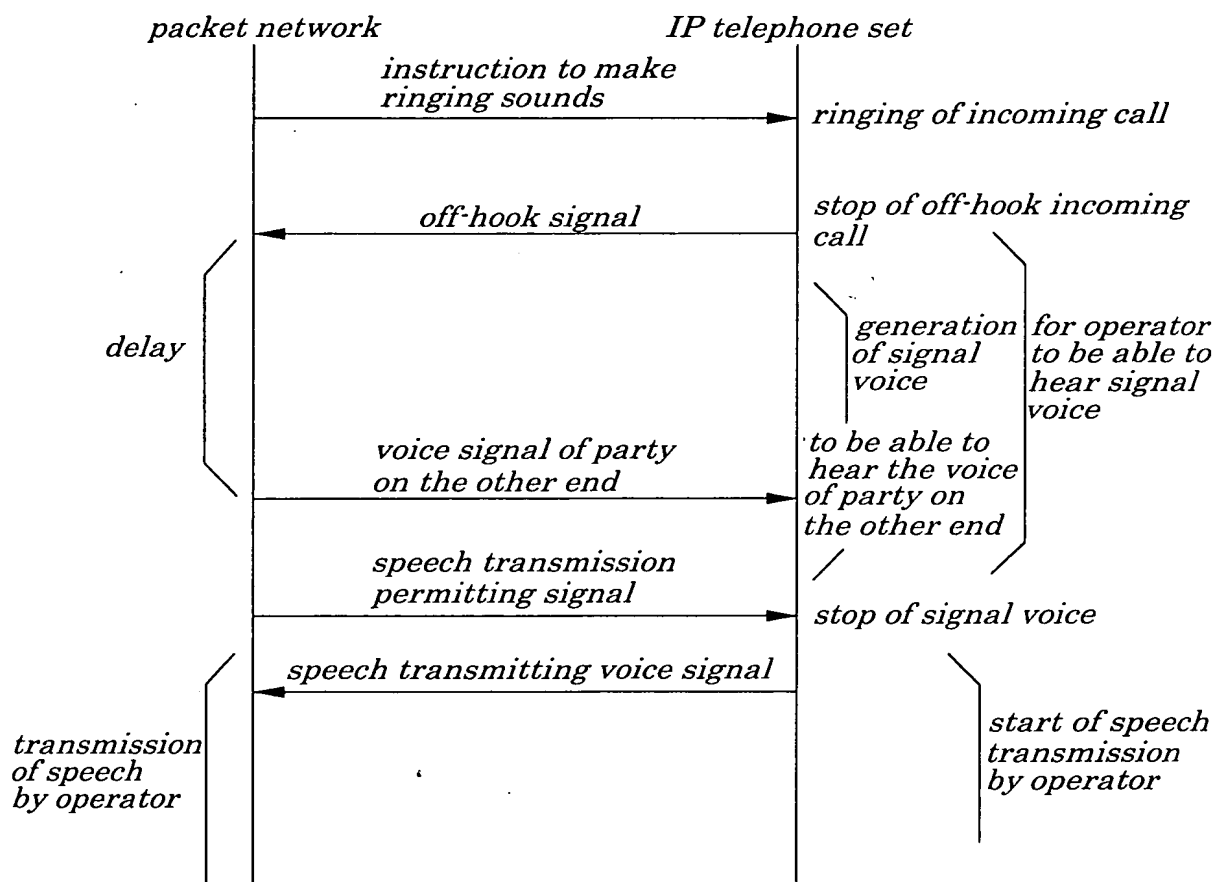 packet network
IP telephone set
instruction to make
ringing sounds
ringing of incoming call
off-hook signal
stop of off-hook incoming
call
delay
generation
of signal
voice
for operator
to be able to
hear signal
voice
voice signal of party
on the other end
to be able to
hear the voice
of party on
the other end
speech transmission
permitting signal
stop of signal voice
speech transmitting voice signal
transmission
of speech
by operator
start of speech
transmission
by operator